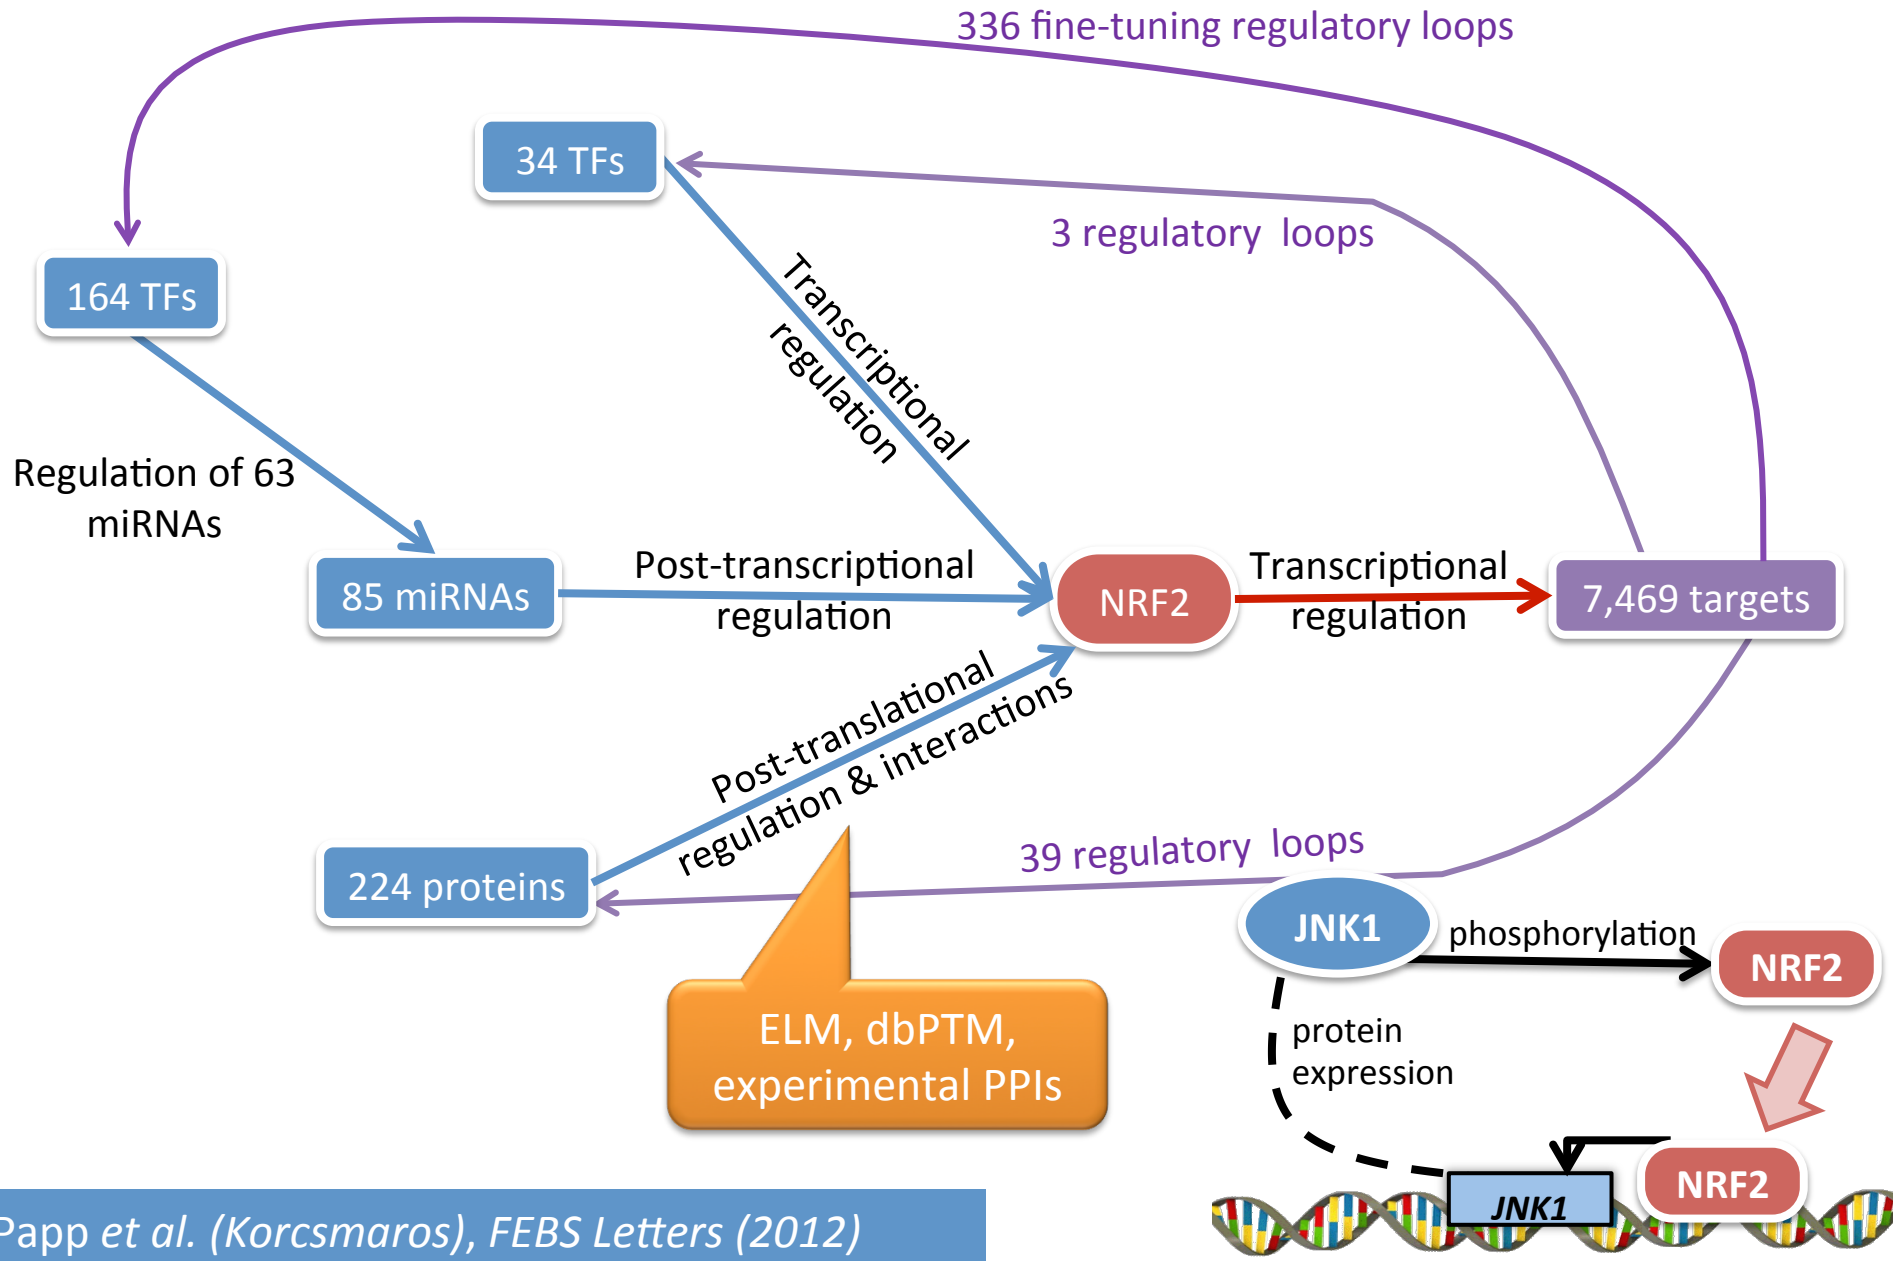 336 fine-tuning regulatory loops
34 TFs
3 regulatory loops
164 TFs
Transcriptional
regulation
Regulation of 63
miRNAs
85 miRNAs
Post-transcriptional
regulation
NRF2
Transcriptional
regulation
7,469 targets
Post-translational
regulation & interactions
39 regulatory loops
224 proteins
JNK1
phosphorylation
NRF2
ELM, dbPTM,
experimental PPIs
protein
expression
JNK1
NRF2
Papp et al. (Korcsmaros), FEBS Letters (2012)